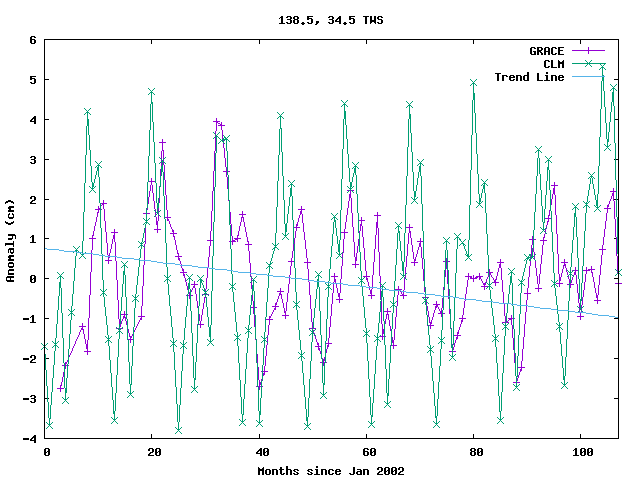 138.5, 34.5 TWS
GRACE
CLM
Trend Line
6
5
4
3
2
1
0
-1
-2
-3
-4
Anomaly (cm)
0 20 40 60 80 100
Months since Jan 2002